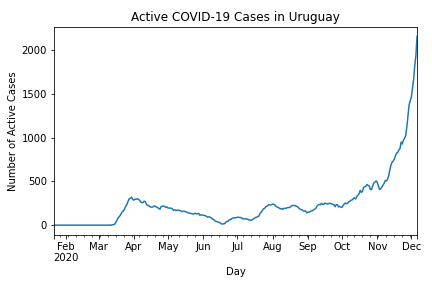 Active COVID-19 Cases in Uruguay
Number of Active Cases
2000
1500
1000
500
0
Feb Mar Apr May Jun Jul Aug Sep Oct Nov Dec
2020
Day